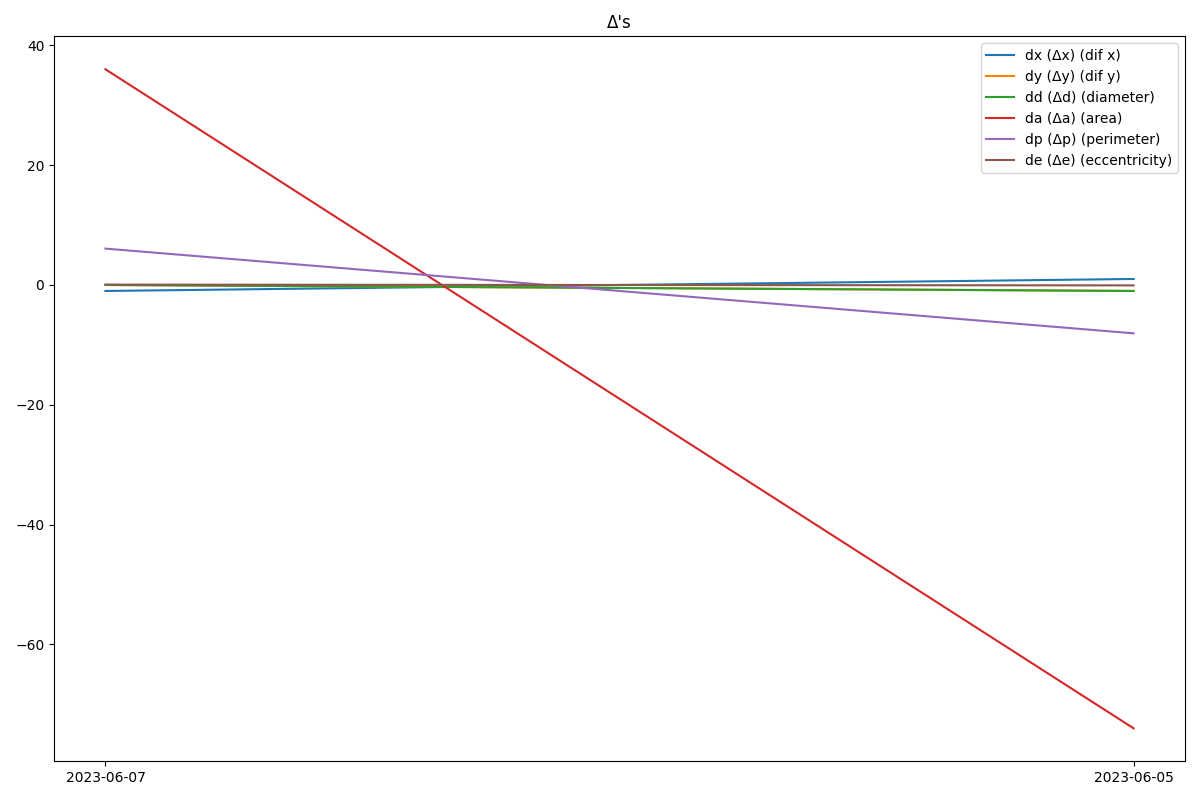 Δ's
dx (Δx) (dif x)
dy (Δy) (dif y)
dd (Δd) (diameter)
da (Δa) (area)
dp (Δp) (perimeter)
de (Δe) (eccentricity)
40
20
0
−20
−40
−60
2023-06-07
2023-06-05